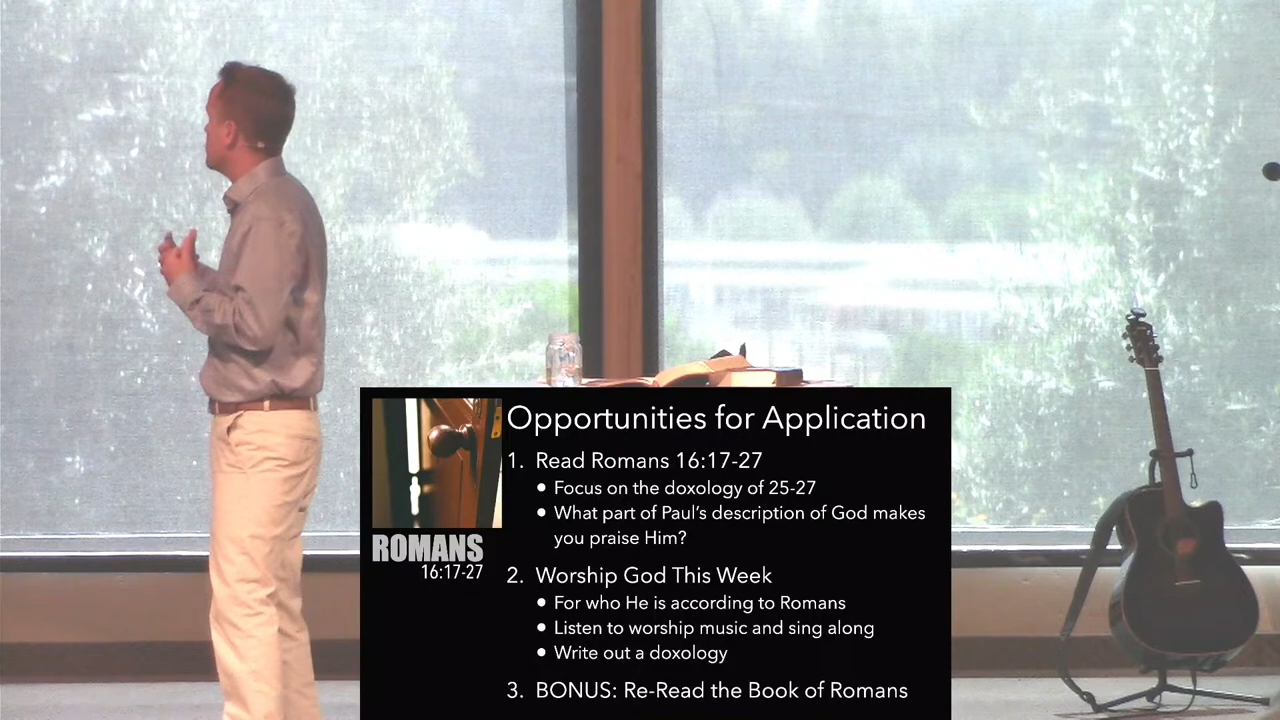 Opportunities for Application
1. Read Romans 16:17-27
• Focus on the doxology of 25-27
• What part of Paul's description of God makes
you praise Him?
2. Worship God This Week
• For who He is according to Romans
• Listen to worship music and sing along
• Write out a doxology
3. BONUS: Re-Read the Book of Romans
ROMANS
16:17-27